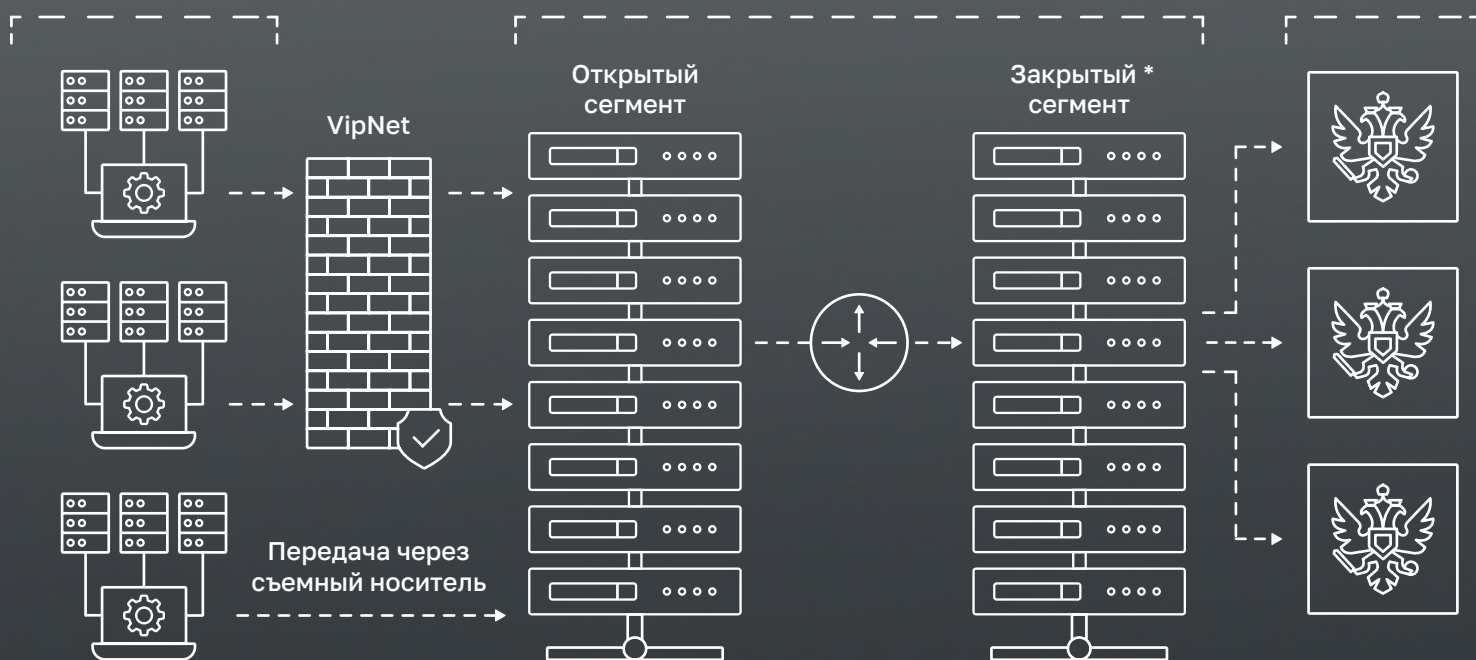 VipNet
Открытый
сегмент
Закрытый *
сегмент
Передача через
съемный носитель